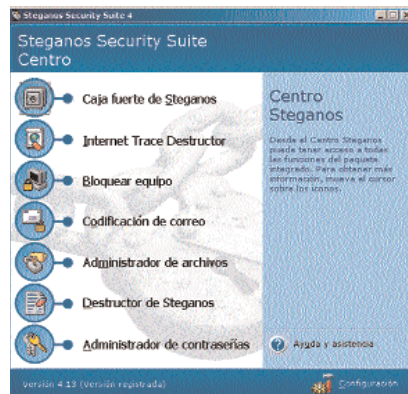 Steganos Security Suite 4
Steganos Security Suite
Centro
Caja fuerte de Steganos
Internet Trace Destructor
Bloquear equipo
Codificación de correo
Administrador de archivos
Destructor de Steganos
Administrador de contraseñas
Centro
Steganos
Desde el Centro Steganos
puede tener acceso a todas
las funciones del paquete
integrado. Para obtener más
información, mueva el cursor
sobre los iconos.
Ayuda y asistencia
Versión 4.13 (Versión registrada)
Configuración